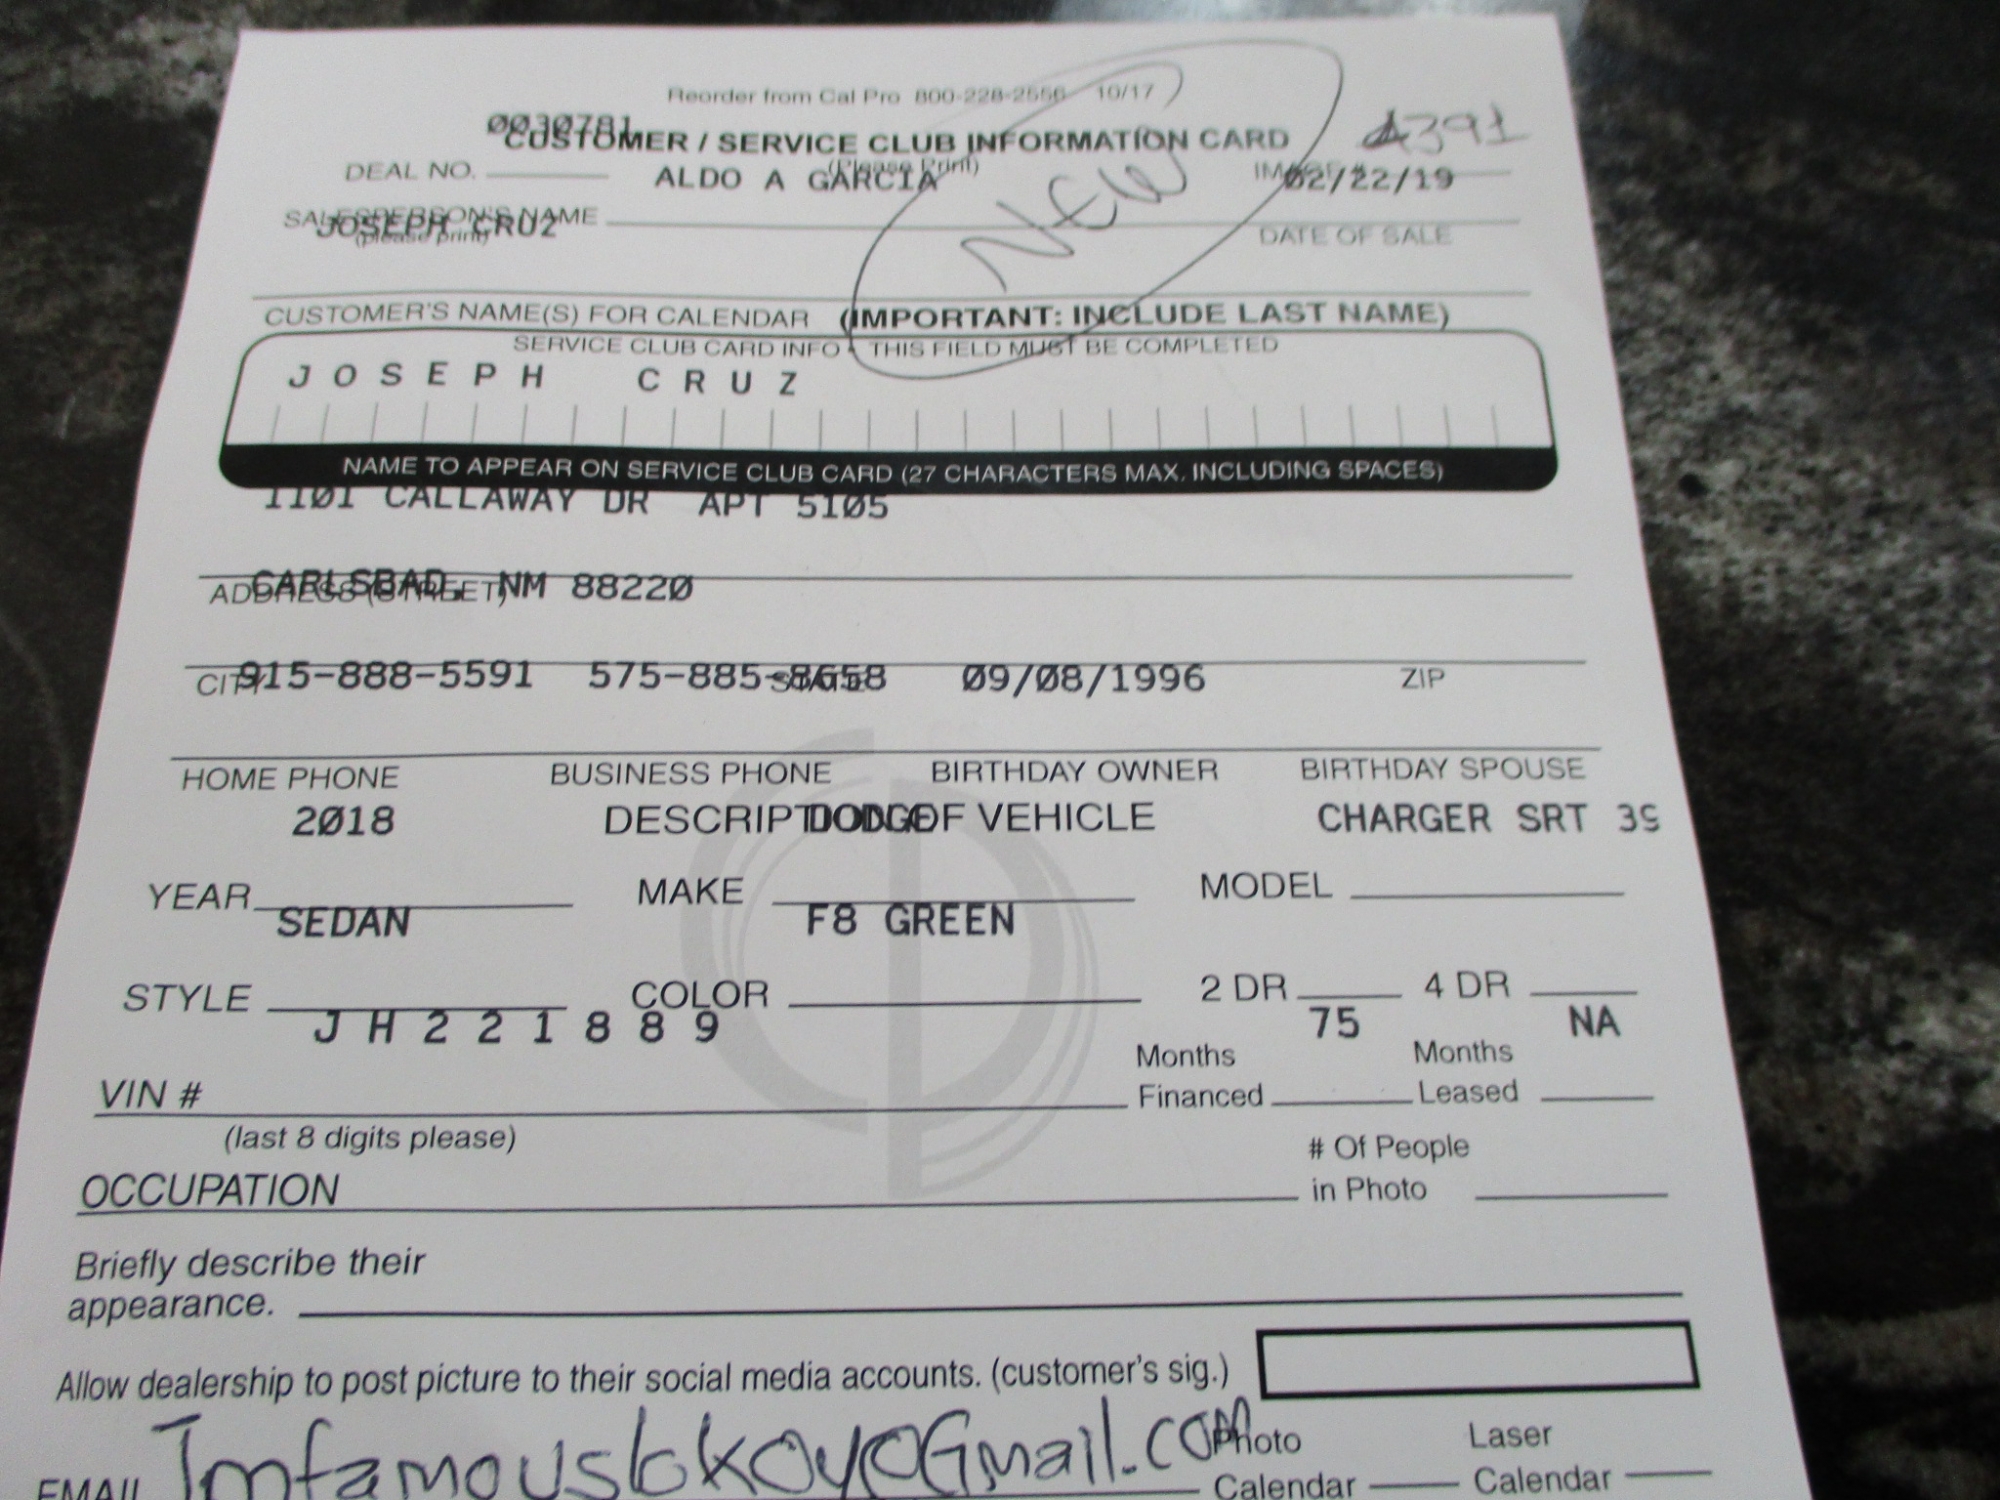 Reorder from Cal Pro 800-228-2556 10/17
0030781
CUSTOMER / SERVICE CLUB INFORMATION CARD
4391
(Please Print)
DEAL NO. ALDO A GARCIA IMAGE # 02/22/19
NEW
SALESPERSON'S NAME
JOSEPH CRUZ
(please print)
DATE OF SALE
CUSTOMER'S NAME(S) FOR CALENDAR (IMPORTANT: INCLUDE LAST NAME)
SERVICE CLUB CARD INFO - THIS FIELD MUST BE COMPLETED
JOSEPH CRUZ
NAME TO APPEAR ON SERVICE CLUB CARD (27 CHARACTERS MAX. INCLUDING SPACES)
1101 CALLAWAY DR APT 5105
CARLSBAD, NM 88220
ADDRESS (STREET)
915-888-5591 575-885-8658 09/08/1996
CITY STATE ZIP
HOME PHONE BUSINESS PHONE BIRTHDAY OWNER BIRTHDAY SPOUSE
2018 DODGE CHARGER SRT 39
DESCRIPTION OF VEHICLE
YEAR MAKE MODEL
SEDAN F8 GREEN
STYLE COLOR 2 DR 4 DR
JH221889 75 NA
VIN # Months Financed Months Leased
(last 8 digits please)
OCCUPATION # Of People in Photo
Briefly describe their
appearance.
Allow dealership to post picture to their social media accounts. (customer's sig.)
EMAIL Photo Calendar Laser Calendar